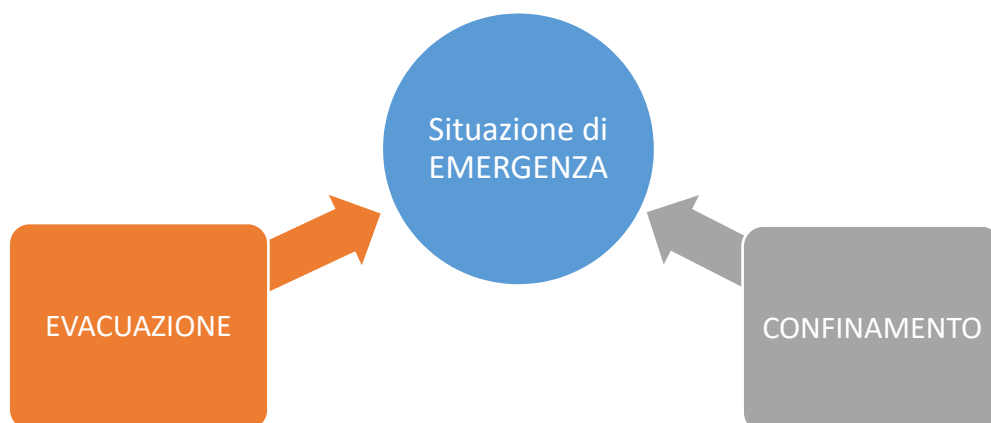 Situazione di
EMERGENZA
EVACUAZIONE
CONFINAMENTO